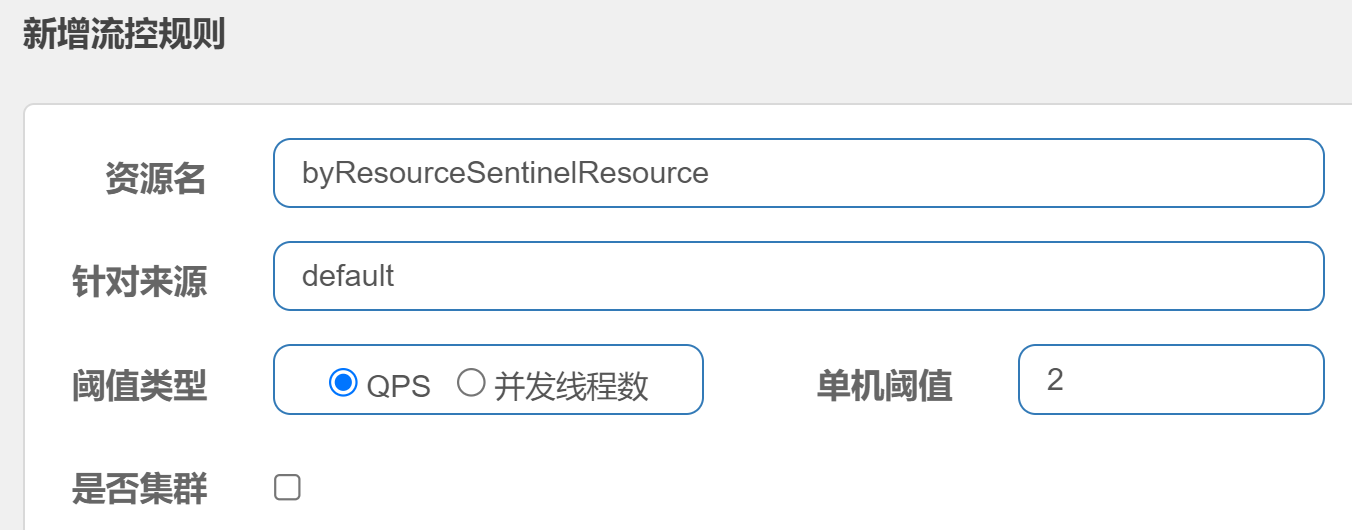 新增流控规则
资源名 byResourceSentinelResource
针对来源 default
阈值类型 QPS 并发线程数 单机阈值 2
是否集群